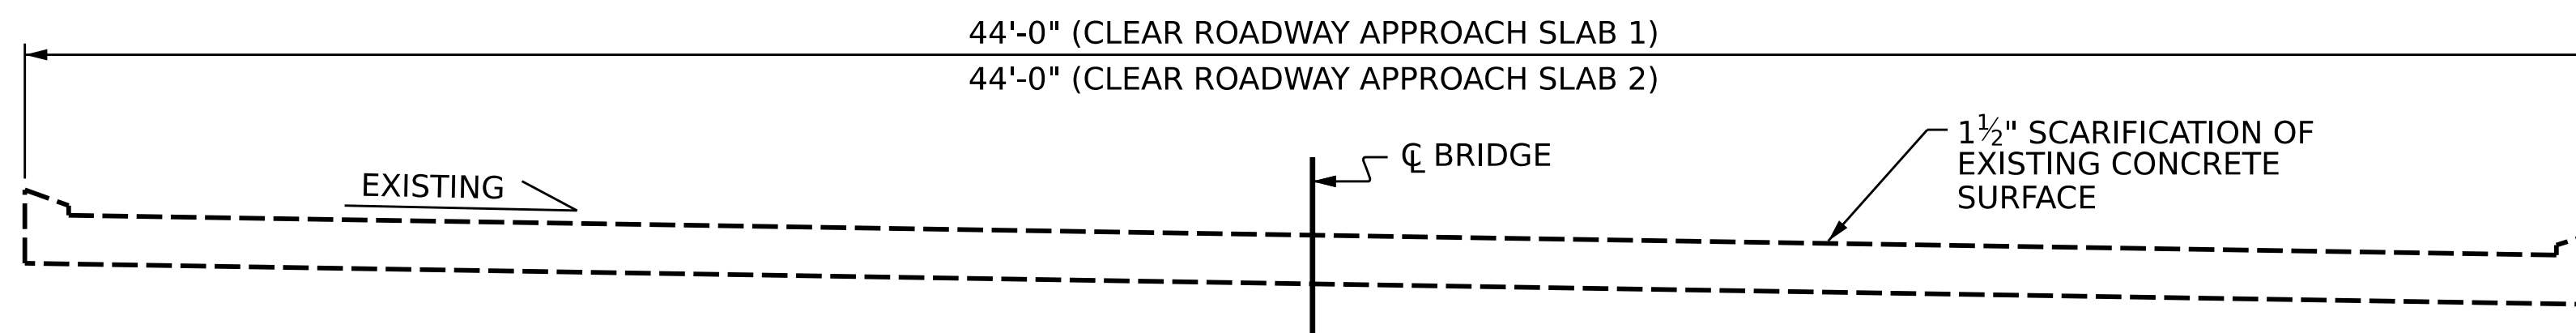 44'-0" (CLEAR ROADWAY APPROACH SLAB 1)
44'-0" (CLEAR ROADWAY APPROACH SLAB 2)
℄ BRIDGE
1½" SCARIFICATION OF
EXISTING CONCRETE
SURFACE
EXISTING